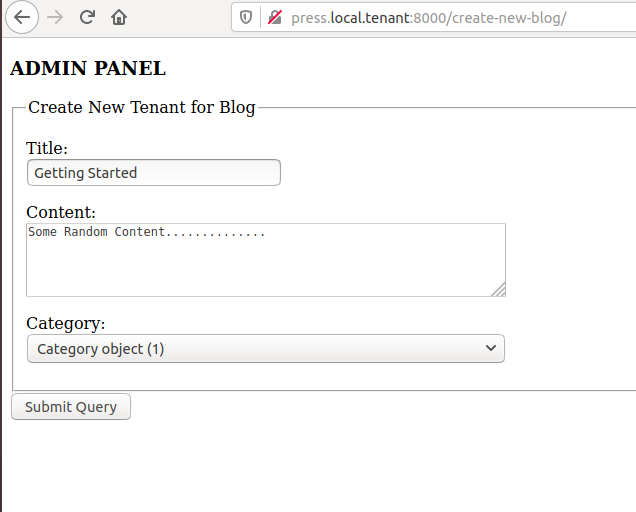 press.local.tenant:8000/create-new-blog/
ADMIN PANEL
Create New Tenant for Blog
Title:
Getting Started
Content:
Some Random Content..............
Category:
Category object (1)
Submit Query